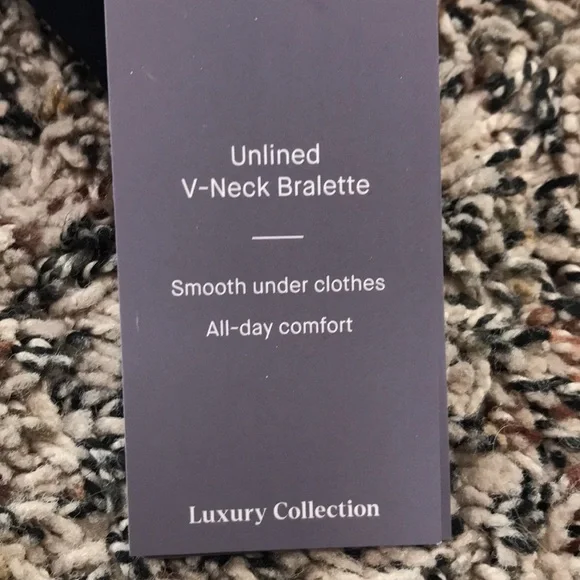 Unlined
V-Neck Bralette
Smooth under clothes
All-day comfort
Luxury Collection